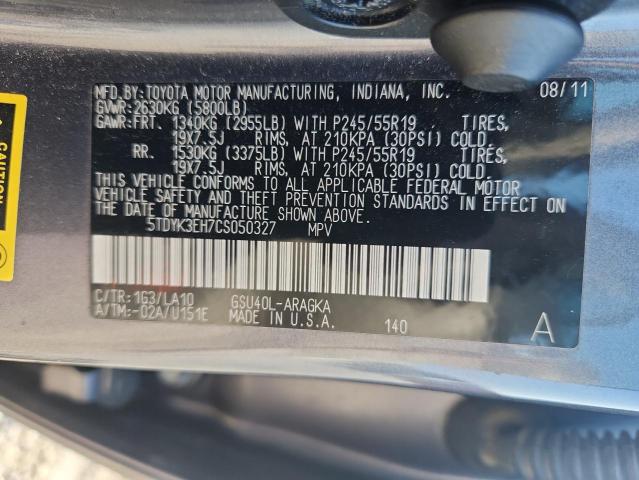 MFD. BY: TOYOTA MOTOR MANUFACTURING, INDIANA, INC. 08/11
GVWR: 2630KG (5800LB)
GAWR: FRT. 1340KG (2955LB) WITH P245/55R19 TIRES,
19X7.5J RIMS, AT 210KPA (30PSI) COLD.
RR. 1530KG (3375LB) WITH P245/55R19 TIRES,
19X7.5J RIMS, AT 210KPA (30PSI) COLD.
THIS VEHICLE CONFORMS TO ALL APPLICABLE FEDERAL MOTOR
VEHICLE SAFETY AND THEFT PREVENTION STANDARDS IN EFFECT ON
THE DATE OF MANUFACTURE SHOWN ABOVE.
5TDYK3EH7CS050327 MPV
C/TR: 1G3/LA10 GSU40L-ARAGKA
A/TM: -02A/U151E MADE IN U.S.A. 140 A